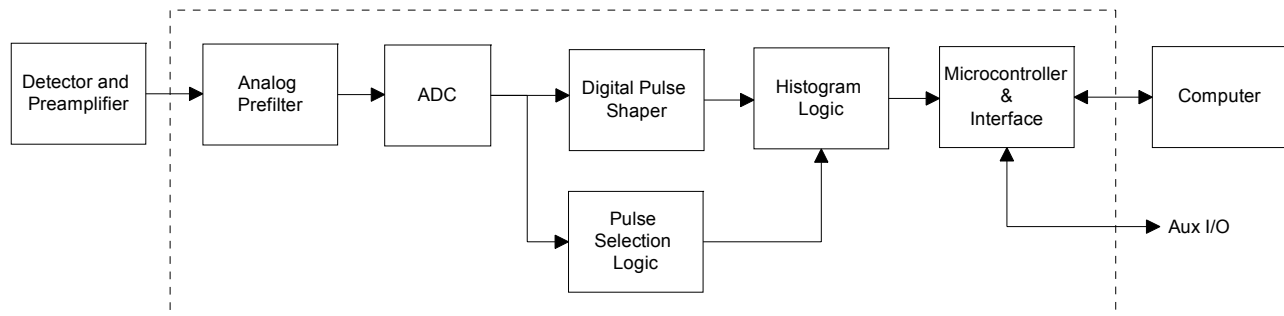 Detector and
Preamplifier
Analog
Prefilter
ADC
Digital Pulse
Shaper
Histogram
Logic
Microcontroller
&
Interface
Computer
Pulse
Selection
Logic
Aux I/O